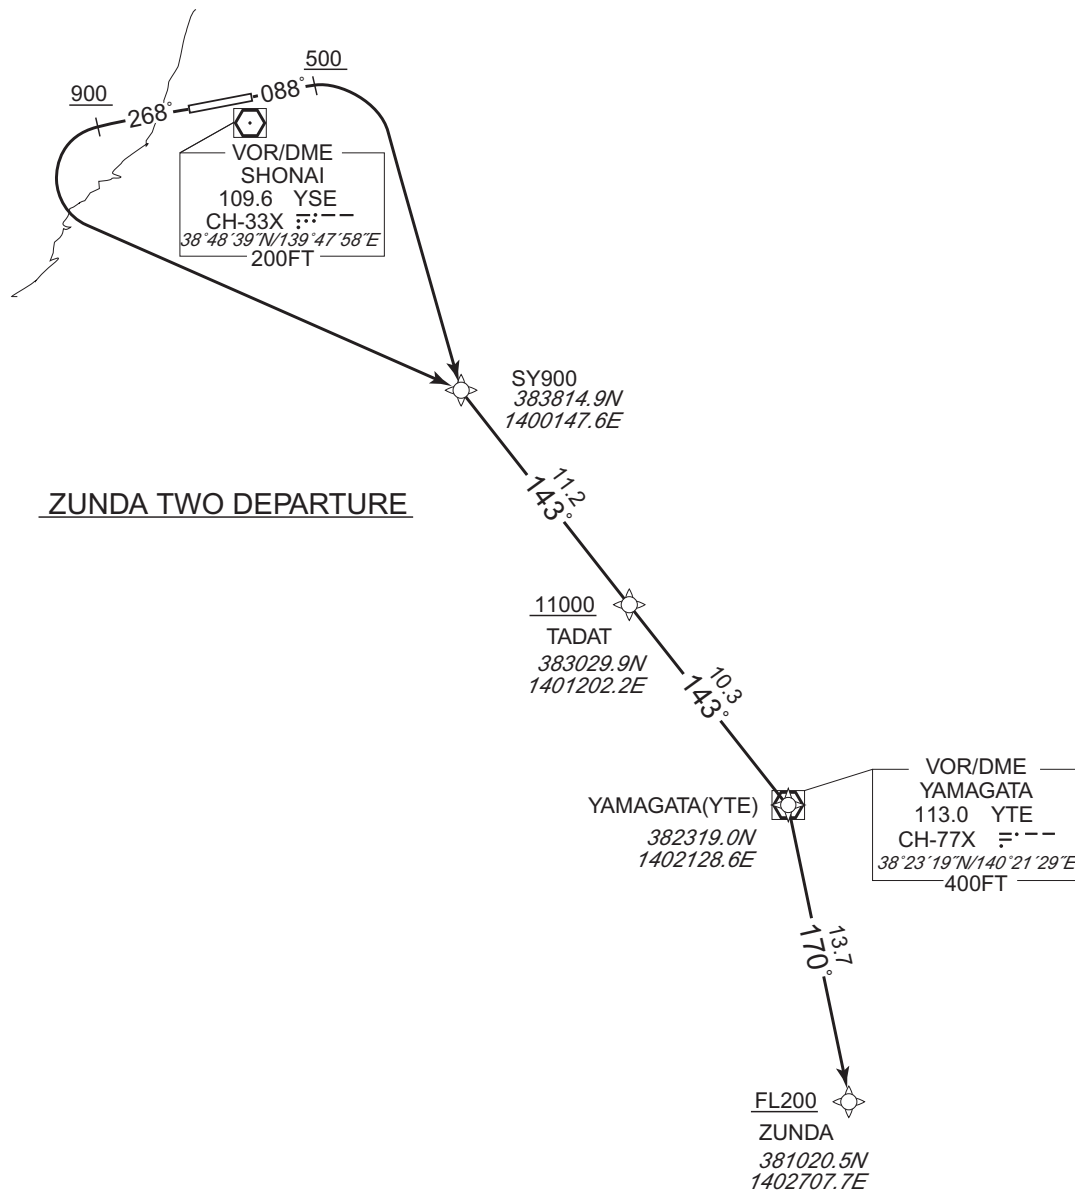 500
900
088°
268°
VOR/DME
SHONAI
109.6 YSE
CH-33X
38°48´39˝N/139°47´58˝E
200FT
SY900
383814.9N
1400147.6E
ZUNDA TWO DEPARTURE
11.2
143°
11000
TADAT
383029.9N
1401202.2E
10.3
143°
VOR/DME
YAMAGATA
113.0 YTE
CH-77X
38°23´19˝N/140°21´29˝E
400FT
YAMAGATA(YTE)
382319.0N
1402128.6E
13.7
170°
FL200
ZUNDA
381020.5N
1402707.7E